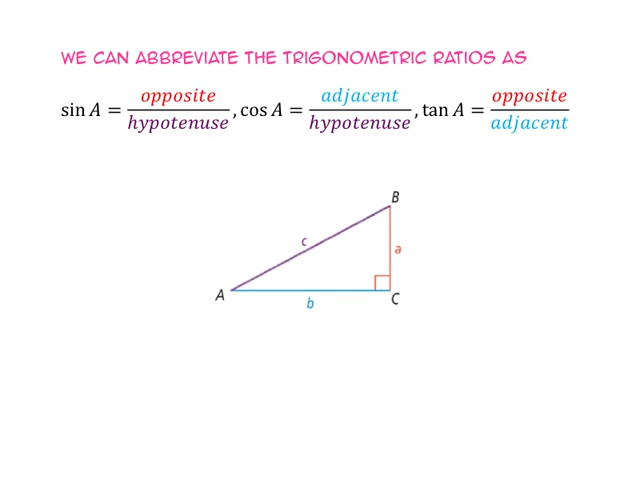 WE CAN ABBREVIATE THE TRIGONOMETRIC RATIOS AS
sin A = opposite/hypotenuse, cos A = adjacent/hypotenuse, tan A = opposite/adjacent
B
c
a
A
b
C